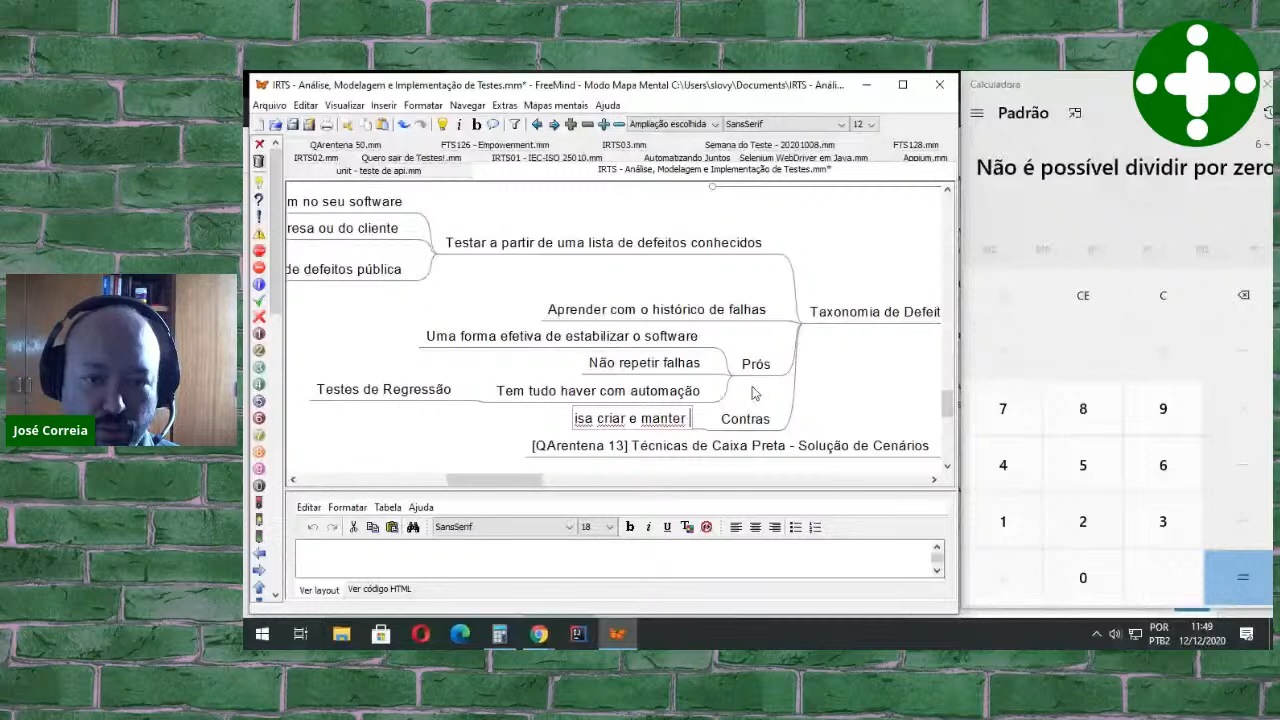 IRTS - Análise, Modelagem e Implementação de Testes.mm* - FreeMind - Modo Mapa Mental C:\Users\slovy\Documents\IRTS - Análi...
Arquivo Editar Visualizar Inserir Formatar Navegar Extras Mapas mentais Ajuda
Ampliação escolhida SansSerif 12
QArentena 50.mm FTS126 - Empowerment.mm IRTS03.mm Semana do Teste - 20201008.mm FTS128.mm
IRTS02.mm Quero sair de Testes!.mm IRTS01 - IEC-ISO 25010.mm Automatizando Juntos Selenium WebDriver em Java.mm Appium.mm
unit - teste de api.mm IRTS - Análise, Modelagem e Implementação de Testes.mm*
m no seu software
resa ou do cliente
de defeitos pública
Testar a partir de uma lista de defeitos conhecidos
Aprender com o histórico de falhas
Taxonomia de Defeit
Uma forma efetiva de estabilizar o software
Não repetir falhas
Prós
Testes de Regressão
Tem tudo haver com automação
isa criar e manter
Contras
[QArentena 13] Técnicas de Caixa Preta - Solução de Cenários
Editar Formatar Tabela Ajuda
SansSerif 18
Ver layout Ver código HTML
Calculadora
Padrão
6 ÷
Não é possível dividir por zero
CE C
7 8 9
4 5 6
1 2 3
0 =
José Correia
POR
PTB2
11:49
12/12/2020